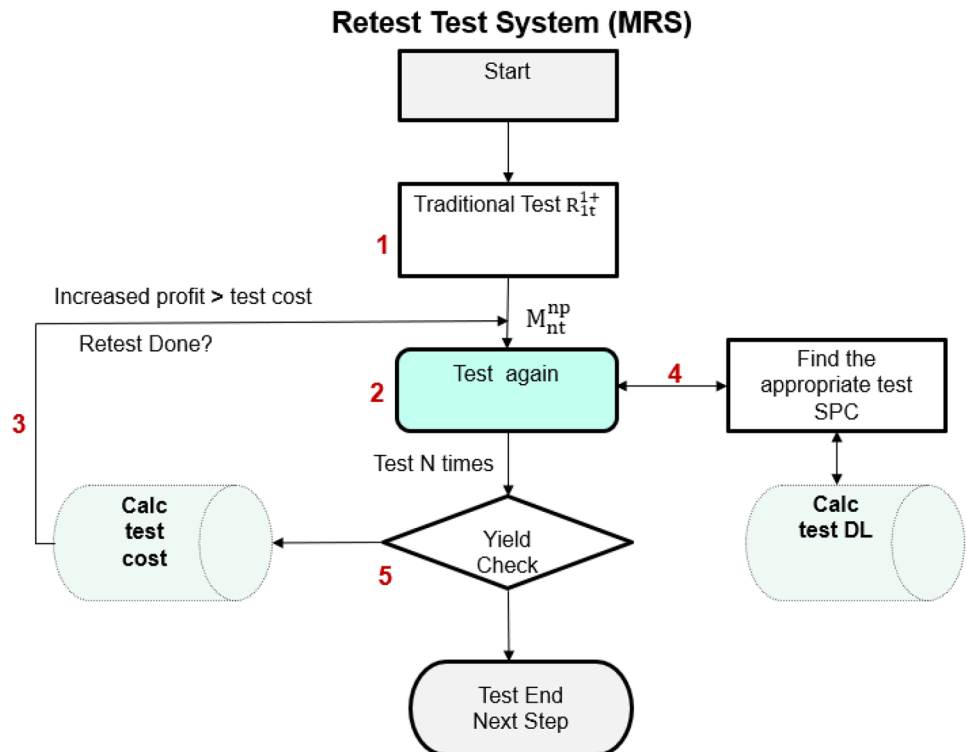 Retest Test System (MRS)
Start
Traditional Test R₁ₜ¹⁺
1
Increased profit > test cost
Mₙₜⁿᵖ
Retest Done?
Test again
2
4
Find the
appropriate test
SPC
3
Test N times
Calc
test
cost
Yield
Check
5
Calc
test DL
Test End
Next Step